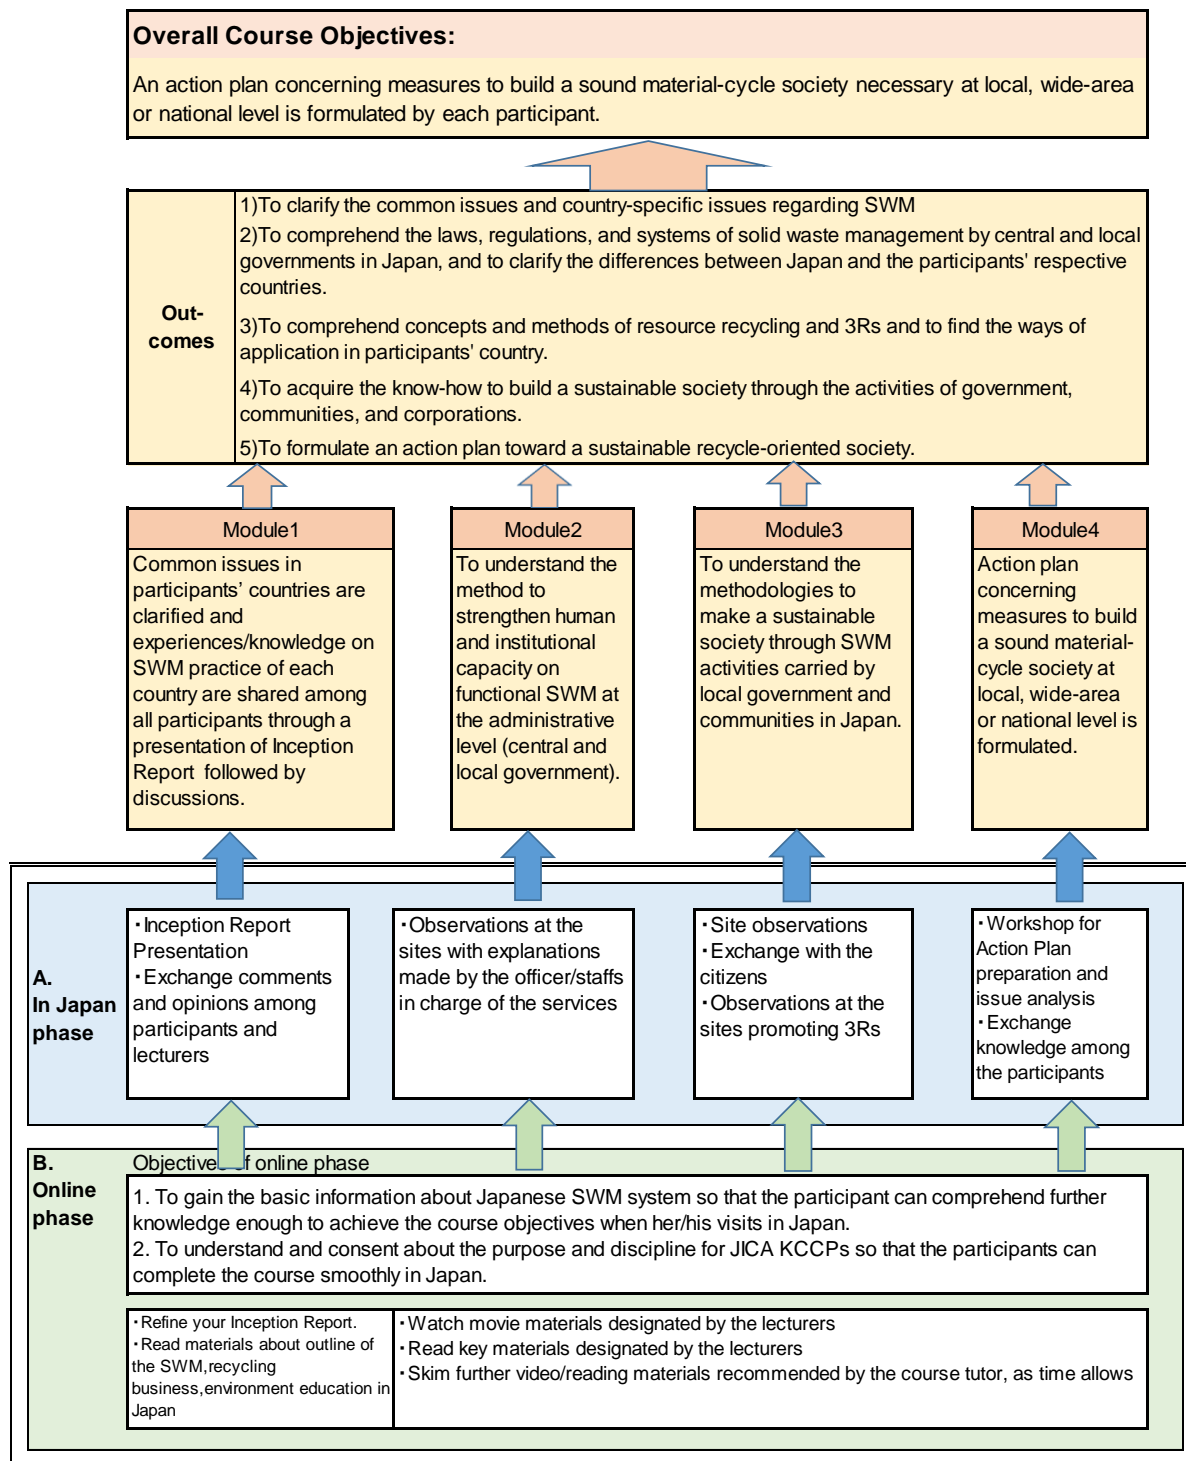 Overall Course Objectives:
An action plan concerning measures to build a sound material-cycle society necessary at local, wide-area
or national level is formulated by each participant.
Out-
comes
1)To clarify the common issues and country-specific issues regarding SWM
2)To comprehend the laws, regulations, and systems of solid waste management by central and local
governments in Japan, and to clarify the differences between Japan and the participants' respective
countries.
3)To comprehend concepts and methods of resource recycling and 3Rs and to find the ways of
application in participants' country.
4)To acquire the know-how to build a sustainable society through the activities of government,
communities, and corporations.
5)To formulate an action plan toward a sustainable recycle-oriented society.
Module1
Common issues in
participants’ countries are
clarified and
experiences/knowledge on
SWM practice of each
country are shared among
all participants through a
presentation of Inception
Report followed by
discussions.
Module2
To understand the
method to
strengthen human
and institutional
capacity on
functional SWM at
the administrative
level (central and
local government).
Module3
To understand the
methodologies to
make a sustainable
society through SWM
activities carried by
local government and
communities in Japan.
Module4
Action plan
concerning
measures to build
a sound material-
cycle society at
local, wide-area
or national level is
formulated.
A.
In Japan
phase
・Inception Report
Presentation
・Exchange comments
and opinions among
participants and
lecturers
・Observations at the
sites with explanations
made by the officer/staffs
in charge of the services
・Site observations
・Exchange with the
citizens
・Observations at the
sites promoting 3Rs
・Workshop for
Action Plan
preparation and
issue analysis
・Exchange
knowledge among
the participants
B.
Online
phase
Objectives of online phase
1. To gain the basic information about Japanese SWM system so that the participant can comprehend further
knowledge enough to achieve the course objectives when her/his visits in Japan.
2. To understand and consent about the purpose and discipline for JICA KCCPs so that the participants can
complete the course smoothly in Japan.
・Refine your Inception Report.
・Read materials about outline of
the SWM,recycling
business,environment education in
Japan
・Watch movie materials designated by the lecturers
・Read key materials designated by the lecturers
・Skim further video/reading materials recommended by the course tutor, as time allows